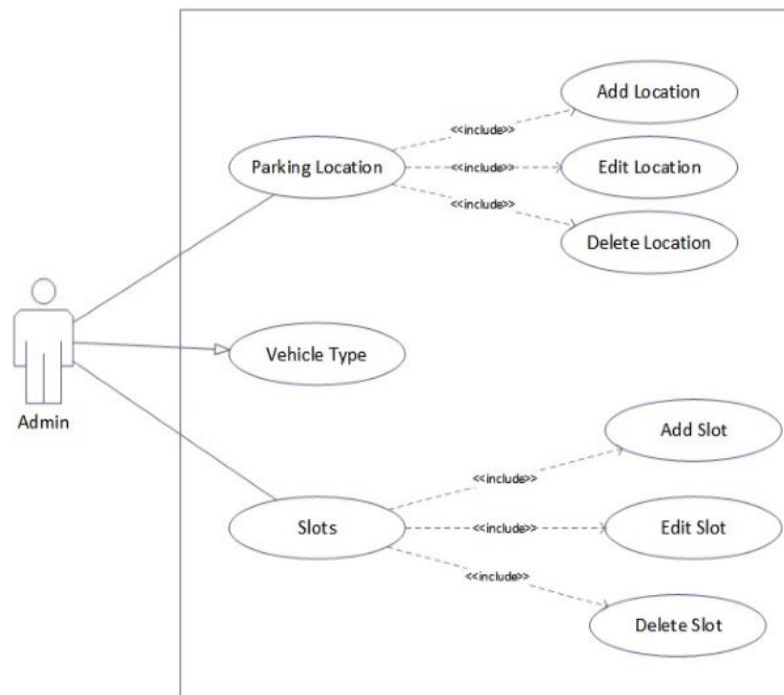 Add Location
<<include>>
Parking Location
<<include>>
Edit Location
<<include>>
Delete Location
Vehicle Type
Admin
Add Slot
<<include>>
Slots
<<include>>
Edit Slot
<<include>>
Delete Slot